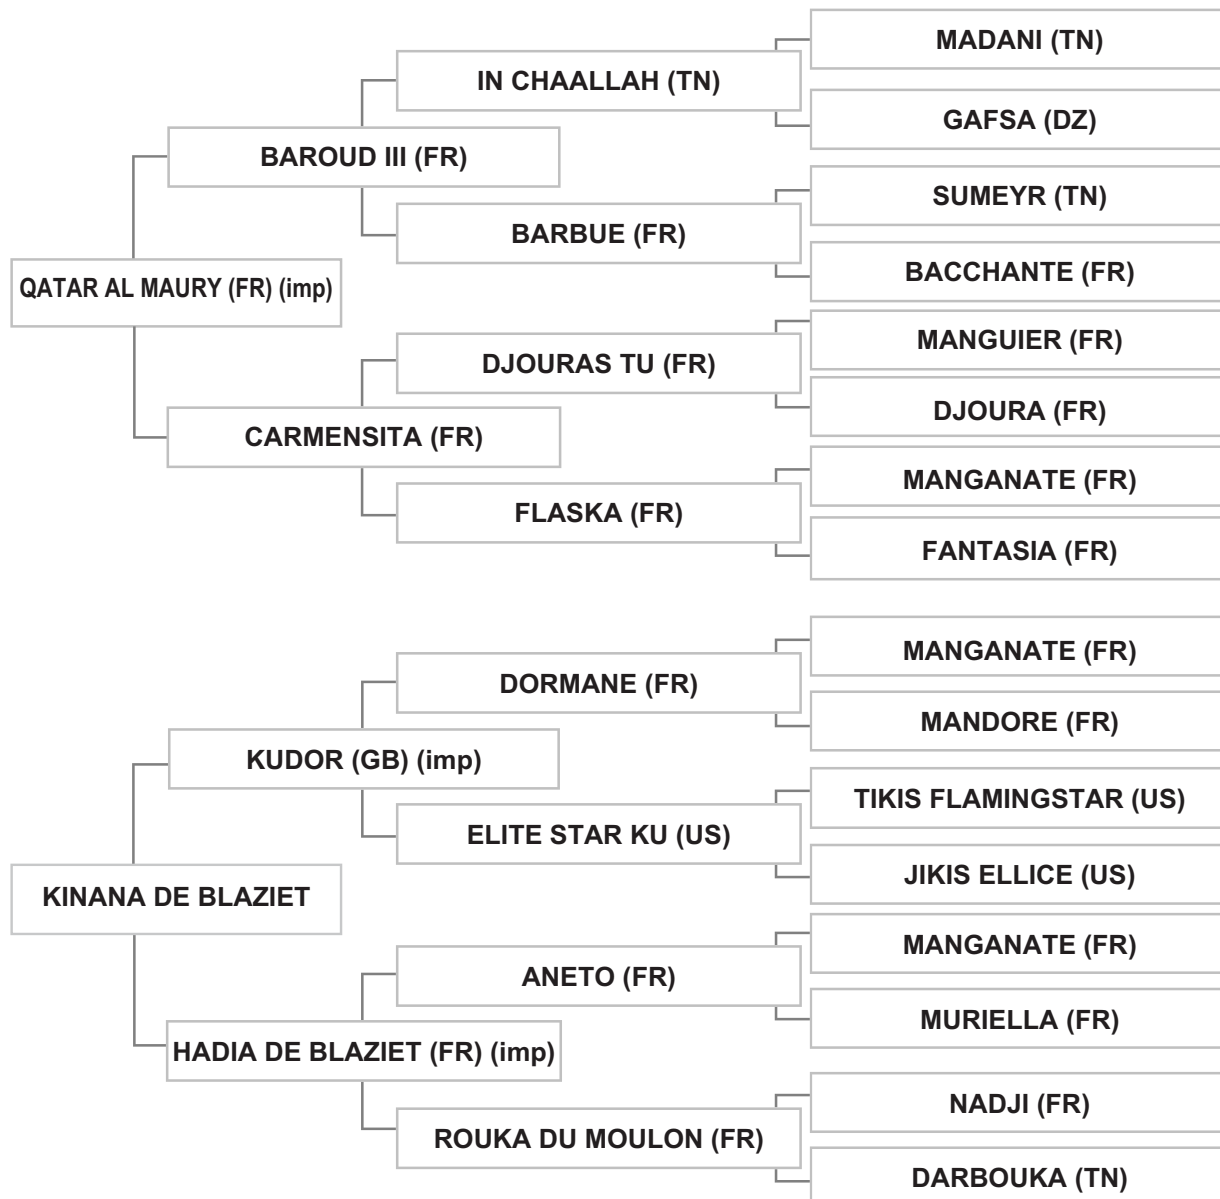 MADANI (TN)
IN CHAALLAH (TN)
GAFSA (DZ)
BAROUD III (FR)
SUMEYR (TN)
BARBUE (FR)
BACCHANTE (FR)
QATAR AL MAURY (FR) (imp)
MANGUIER (FR)
DJOURAS TU (FR)
DJOURA (FR)
CARMENSITA (FR)
MANGANATE (FR)
FLASKA (FR)
FANTASIA (FR)
MANGANATE (FR)
DORMANE (FR)
MANDORE (FR)
KUDOR (GB) (imp)
TIKIS FLAMINGSTAR (US)
ELITE STAR KU (US)
JIKIS ELLICE (US)
KINANA DE BLAZIET
MANGANATE (FR)
ANETO (FR)
MURIELLA (FR)
HADIA DE BLAZIET (FR) (imp)
NADJI (FR)
ROUKA DU MOULON (FR)
DARBOUKA (TN)